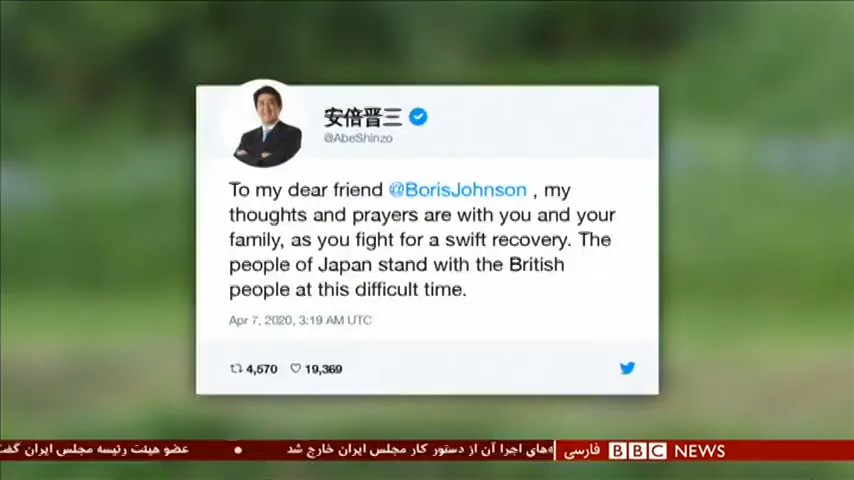 安倍晋三
@AbeShinzo
To my dear friend @BorisJohnson , my
thoughts and prayers are with you and your
family, as you fight for a swift recovery. The
people of Japan stand with the British
people at this difficult time.
Apr 7, 2020, 3:19 AM UTC
4,570 19,369
های اجرا آن از دستور کار مجلس ایران خارج شد • عضو هیئت رئیسه مجلس ایران گفت
BBC NEWS فارسی